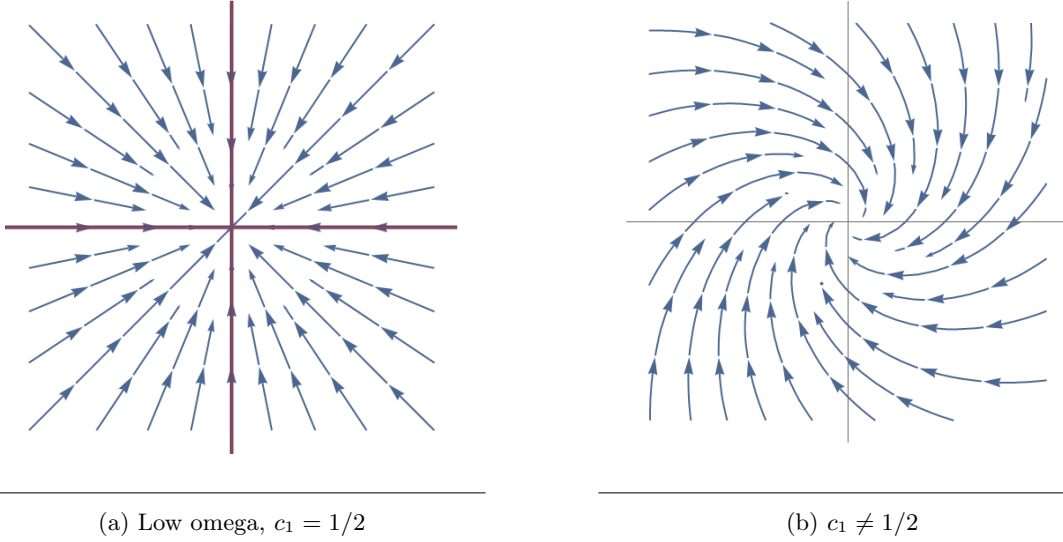 (a) Low omega, c₁ = 1/2
(b) c₁ ≠ 1/2